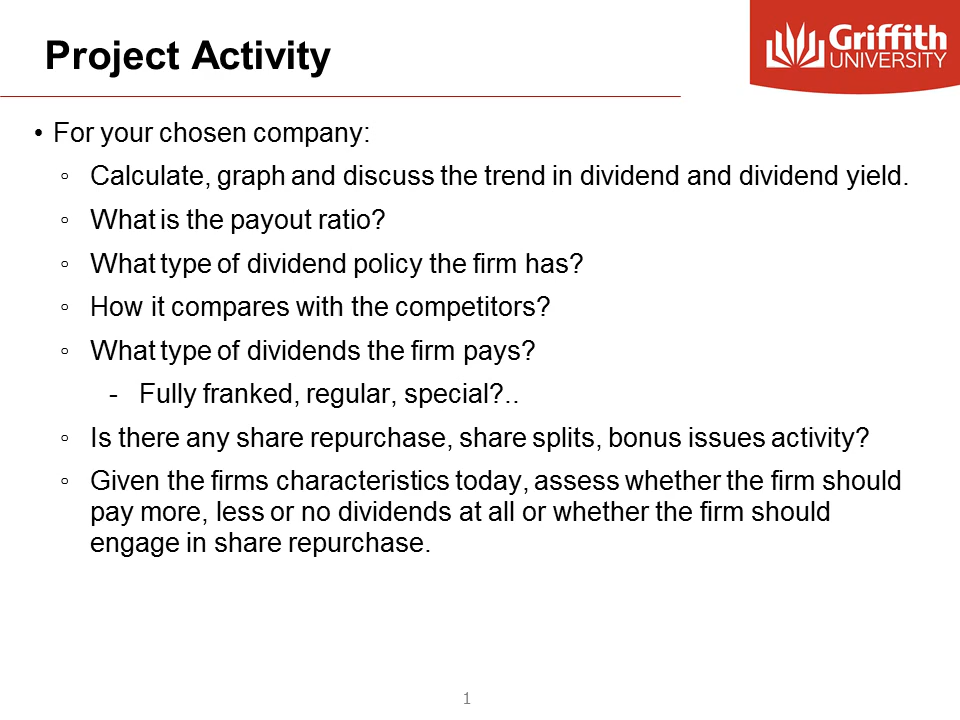 Project Activity
Griffith
UNIVERSITY
• For your chosen company:
◦ Calculate, graph and discuss the trend in dividend and dividend yield.
◦ What is the payout ratio?
◦ What type of dividend policy the firm has?
◦ How it compares with the competitors?
◦ What type of dividends the firm pays?
- Fully franked, regular, special?..
◦ Is there any share repurchase, share splits, bonus issues activity?
◦ Given the firms characteristics today, assess whether the firm should
pay more, less or no dividends at all or whether the firm should
engage in share repurchase.
1